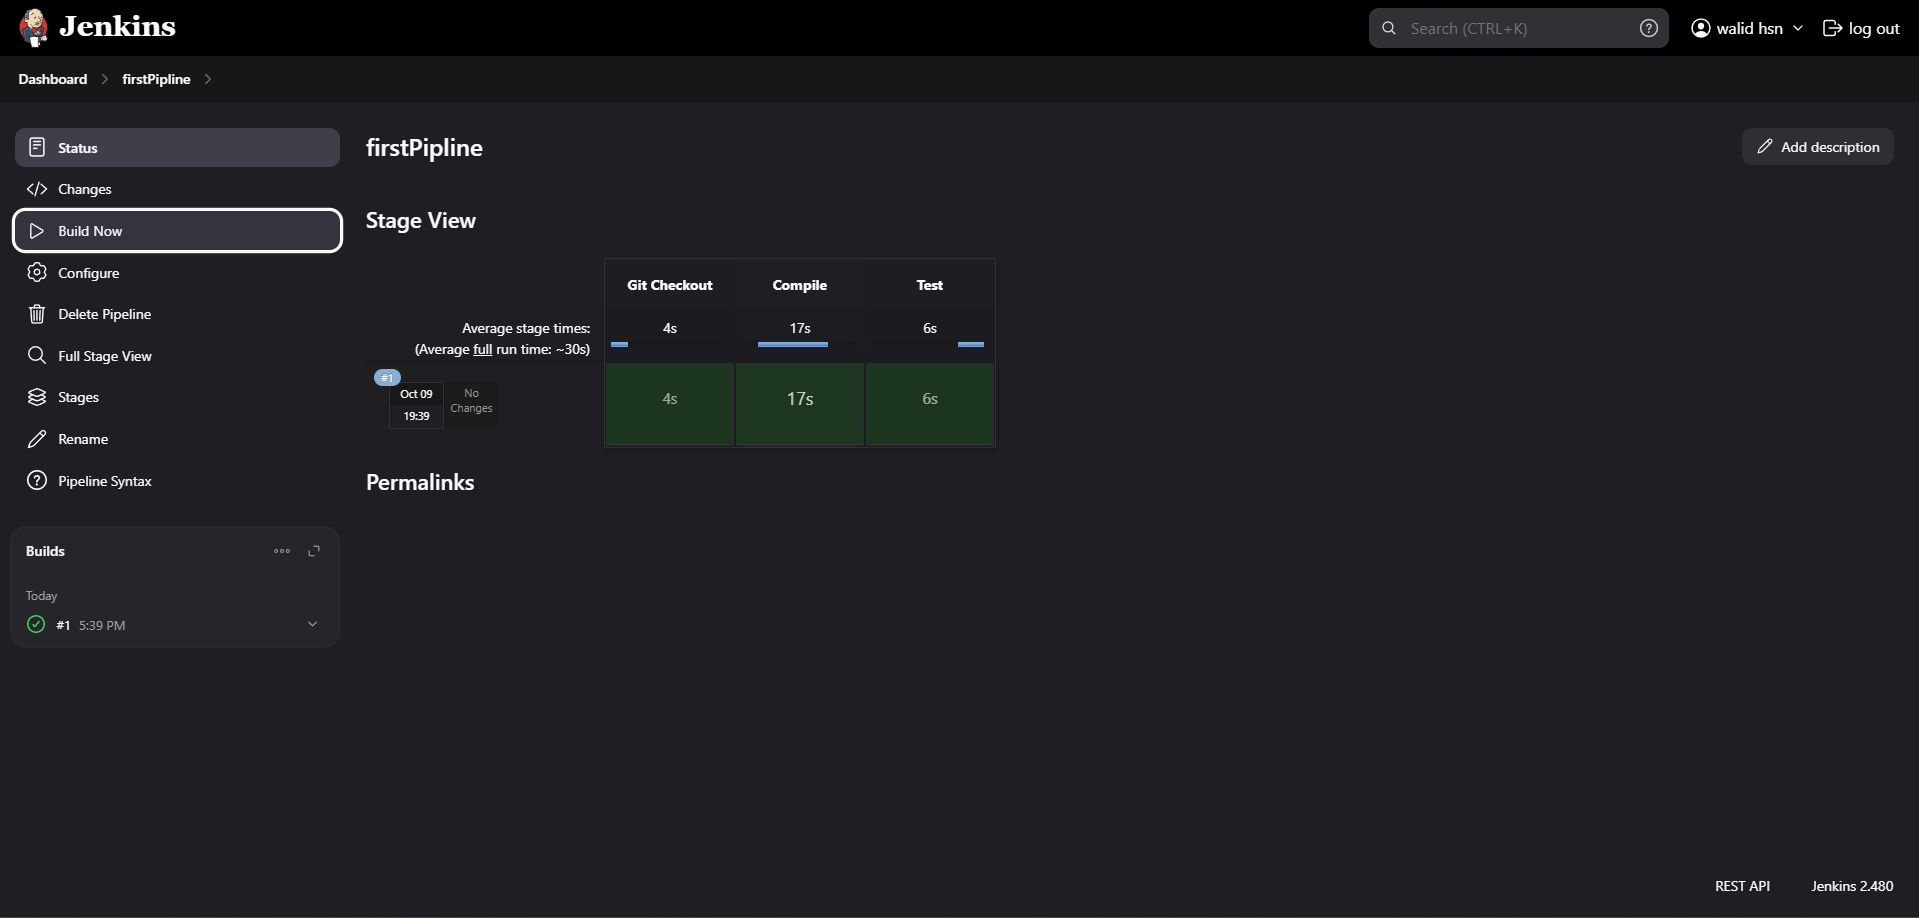 Jenkins
Search (CTRL+K)
walid hsn
log out
Dashboard
firstPipline
Status
Changes
Build Now
Configure
Delete Pipeline
Full Stage View
Stages
Rename
Pipeline Syntax
Builds
Today
#1 5:39 PM
firstPipline
Add description
Stage View
Git Checkout Compile Test
Average stage times: 4s 17s 6s
(Average full run time: ~30s)
#1
Oct 09
19:39
No
Changes
4s 17s 6s
Permalinks
REST API
Jenkins 2.480